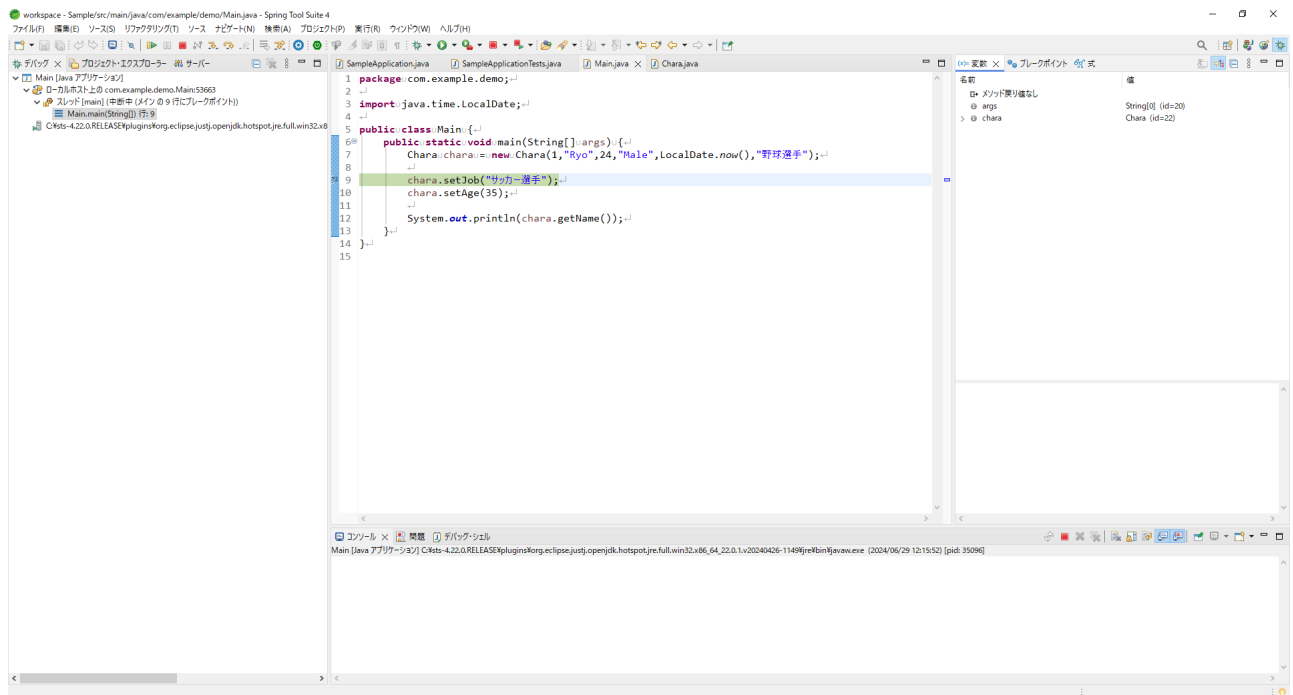 workspace - Sample/src/main/java/com/example/demo/Main.java - Spring Tool Suite 4
ファイル(F) 編集(E) ソース(S) リファクタリング(T) ソース ナビゲート(N) 検索(A) プロジェクト(P) 実行(R) ウィンドウ(W) ヘルプ(H)
デバッグ プロジェクト・エクスプローラー サーバー
Main [Java アプリケーション]
ローカルホスト上の com.example.demo.Main:53663
スレッド [main] (中断中 (メイン の 9 行にブレークポイント))
Main.main(String[]) 行: 9
C:¥sts-4.22.0.RELEASE¥plugins¥org.eclipse.justj.openjdk.hotspot.jre.full.win32.x8
SampleApplication.java SampleApplicationTests.java Main.java Chara.java
1 package com.example.demo;
2
3 import java.time.LocalDate;
4
5 public class Main {
6 public static void main(String[] args) {
7 Chara chara = new Chara(1,"Ryo",24,"Male",LocalDate.now(),"野球選手");
8
9 chara.setJob("サッカー選手");
10 chara.setAge(35);
11
12 System.out.println(chara.getName());
13 }
14 }
15
変数 ブレークポイント 式
名前 値
メソッド戻り値なし
args String[0] (id=20)
chara Chara (id=22)
コンソール 問題 デバッグ・シェル
Main [Java アプリケーション] C:¥sts-4.22.0.RELEASE¥plugins¥org.eclipse.justj.openjdk.hotspot.jre.full.win32.x86_64_22.0.1.v20240426-1149¥jre¥bin¥javaw.exe (2024/06/29 12:15:52) [pid: 35096]